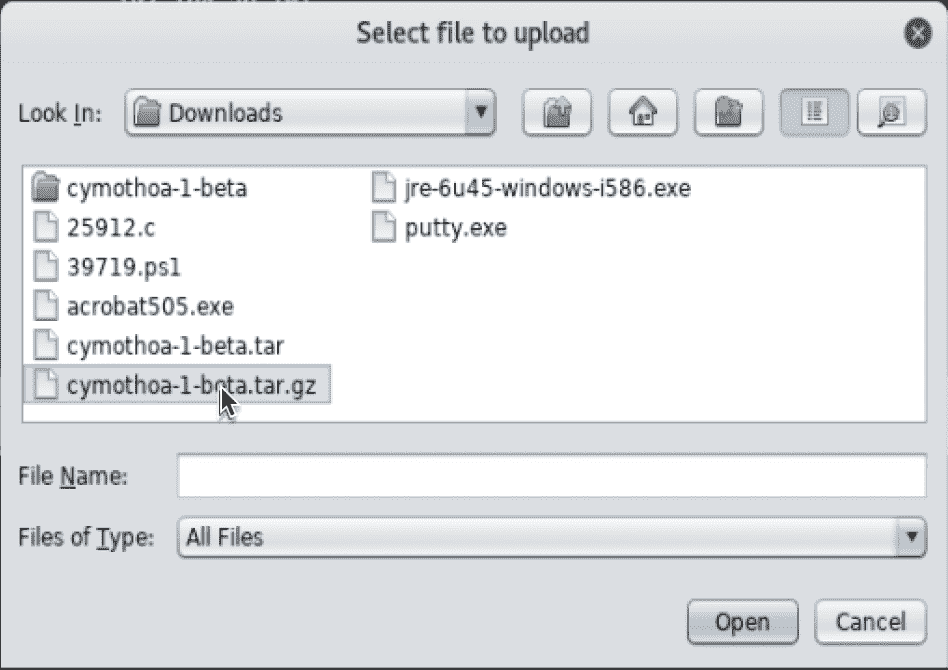 Select file to upload
Look In: Downloads
cymothoa-1-beta
25912.c
39719.ps1
acrobat505.exe
cymothoa-1-beta.tar
cymothoa-1-beta.tar.gz
jre-6u45-windows-i586.exe
putty.exe
File Name:
Files of Type: All Files
Open Cancel